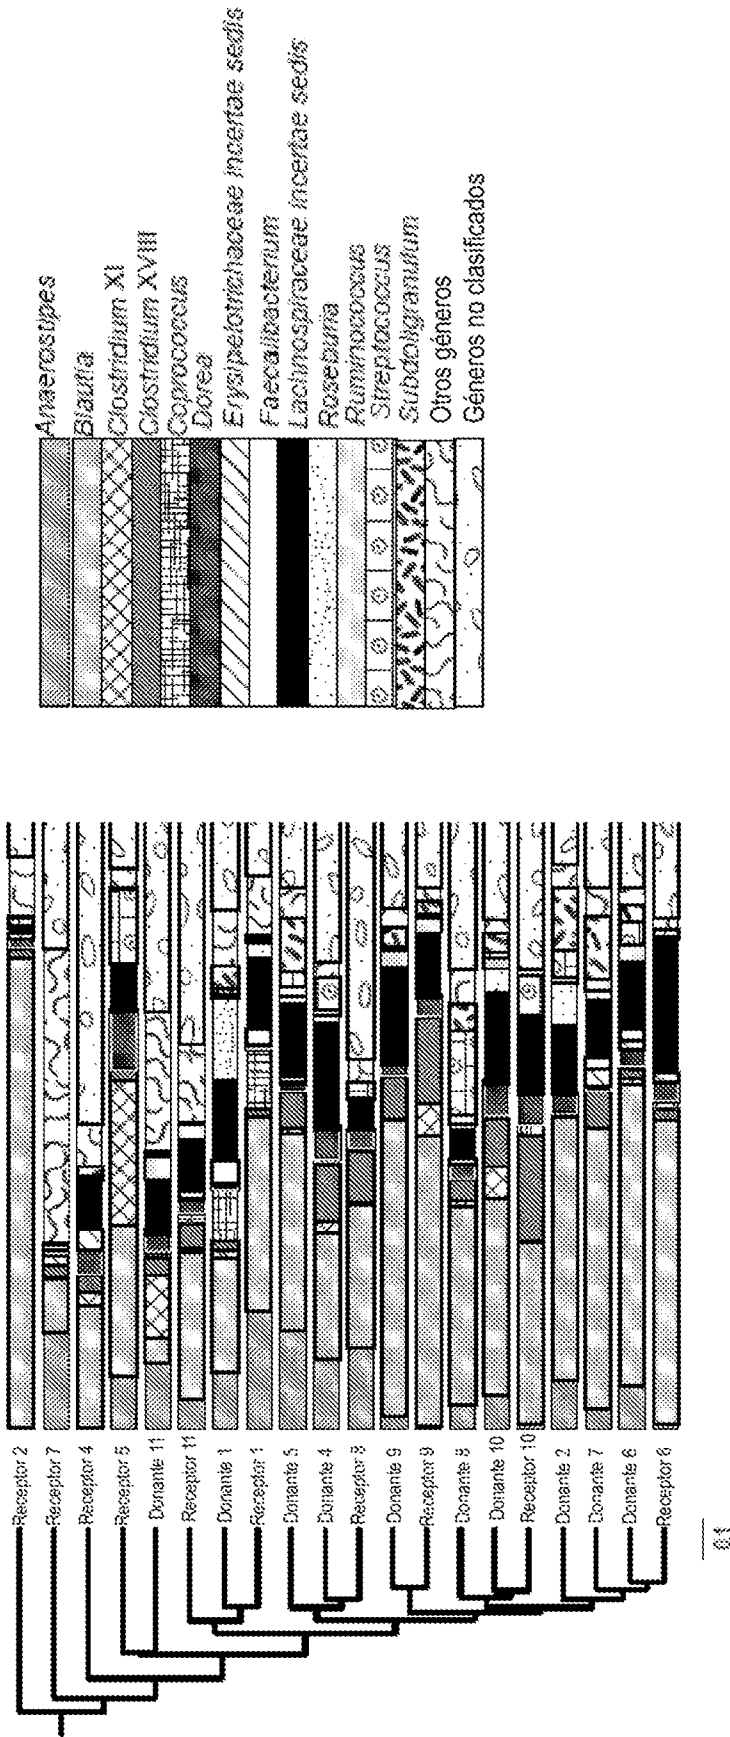 Anaerostipes
Blautia
Clostridium XI
Clostridium XVIII
Coprococcus
Dorea
Erysipelotrichaceae incertae sedis
Faecalibacterium
Lachnospiraceae incertae sedis
Roseburia
Ruminococcus
Streptococcus
Subdoligranulum
Otros géneros
Géneros no clasificados
Receptor 2
Receptor 7
Receptor 4
Receptor 5
Donante 11
Receptor 11
Donante 1
Receptor 1
Donante 5
Donante 4
Receptor 8
Donante 9
Receptor 9
Donante 8
Donante 10
Receptor 10
Donante 2
Donante 7
Donante 6
Receptor 6
0.1